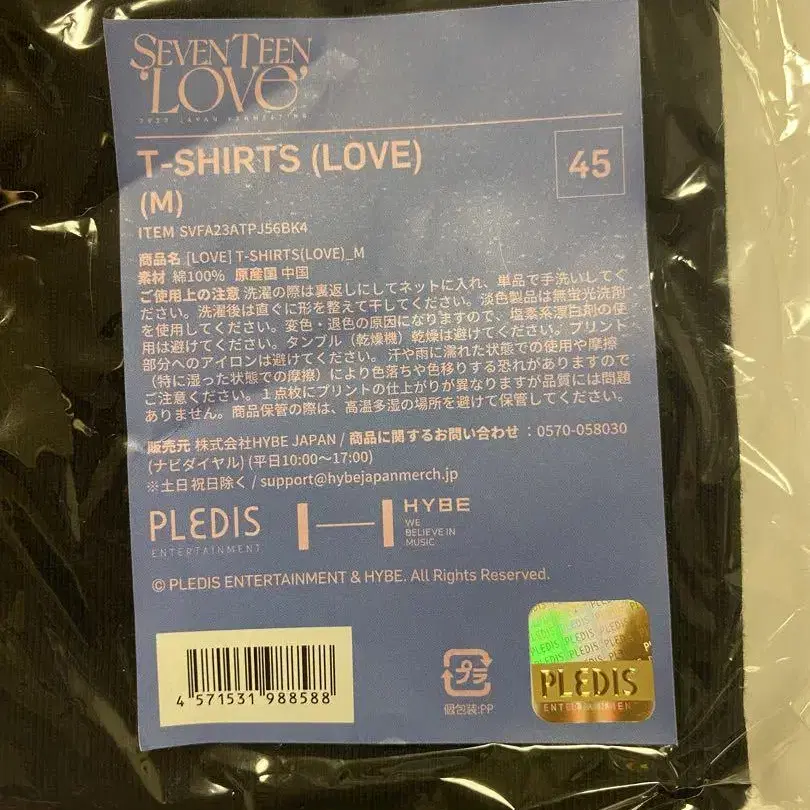 SEVENTEEN
'LOVE'
2023 JAPAN FANMEETING
T-SHIRTS (LOVE)
(M)
45
ITEM SVFA23ATPJ56BK4
商品名 [LOVE] T-SHIRTS(LOVE)_M
素材 綿100% 原産国 中国
ご使用上の注意 洗濯の際は裏返しにしてネットに入れ、単品で手洗いしてく
ださい。洗濯後は直ぐに形を整えて干してください。淡色製品は無蛍光洗剤
を使用してください。変色・退色の原因になりますので、塩素系漂白剤の使
用は避けてください。タンブル（乾燥機）乾燥は避けてください。プリント
部分へのアイロンは避けてください。 汗や雨に濡れた状態での使用や摩擦
（特に湿った状態での摩擦）により色落ちや色移りする恐れがありますので
ご注意ください。１点枚にプリントの仕上がりが異なりますが品質には問題
ありません。商品保管の際は、高温多湿の場所を避けて保管してください。
販売元 株式会社HYBE JAPAN / 商品に関するお問い合わせ ：0570-058030
(ナビダイヤル) (平日10:00〜17:00)
※土日 祝日除く / support@hybejapanmerch.jp
PLEDIS
ENTERTAINMENT
HYBE
WE
BELIEVE IN
MUSIC
© PLEDIS ENTERTAINMENT & HYBE. All Rights Reserved.
4 571531 988588
プラ
個包装:PP
PLEDIS
ENTERTAINMENT